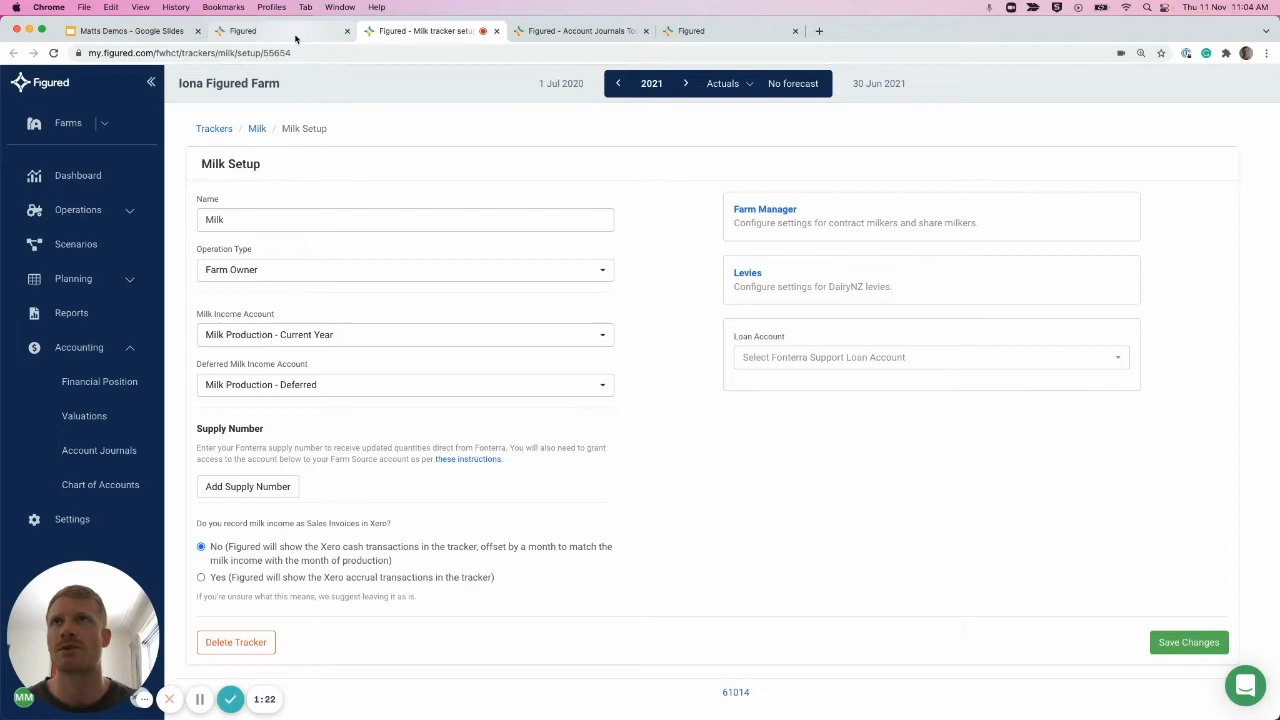 Chrome File Edit View History Bookmarks Profiles Tab Window Help Thu 11 Nov 11:04 AM
Matts Demos - Google Slides × Figured × Figured - Milk tracker setu × Figured - Account Journals To × Figured × +
my.figured.com/fwhct/trackers/milk/setup/55654
Figured
Iona Figured Farm
1 Jul 2020
2021
Actuals
No forecast
30 Jun 2021
Farms
Dashboard
Operations
Scenarios
Planning
Reports
Accounting
Financial Position
Valuations
Account Journals
Chart of Accounts
Settings
Trackers / Milk / Milk Setup
Milk Setup
Name
Milk
Operation Type
Farm Owner
Milk Income Account
Milk Production - Current Year
Deferred Milk Income Account
Milk Production - Deferred
Supply Number
Enter your Fonterra supply number to receive updated quantities direct from Fonterra. You will also need to grant
access to the account below to your Farm Source account as per these instructions.
Add Supply Number
Do you record milk income as Sales Invoices in Xero?
No (Figured will show the Xero cash transactions in the tracker, offset by a month to match the
milk income with the month of production)
Yes (Figured will show the Xero accrual transactions in the tracker)
If you're unsure what this means, we suggest leaving it as is.
Delete Tracker
Farm Manager
Configure settings for contract milkers and share milkers.
Levies
Configure settings for DairyNZ levies.
Loan Account
Select Fonterra Support Loan Account
Save Changes
61014
MM
1:22